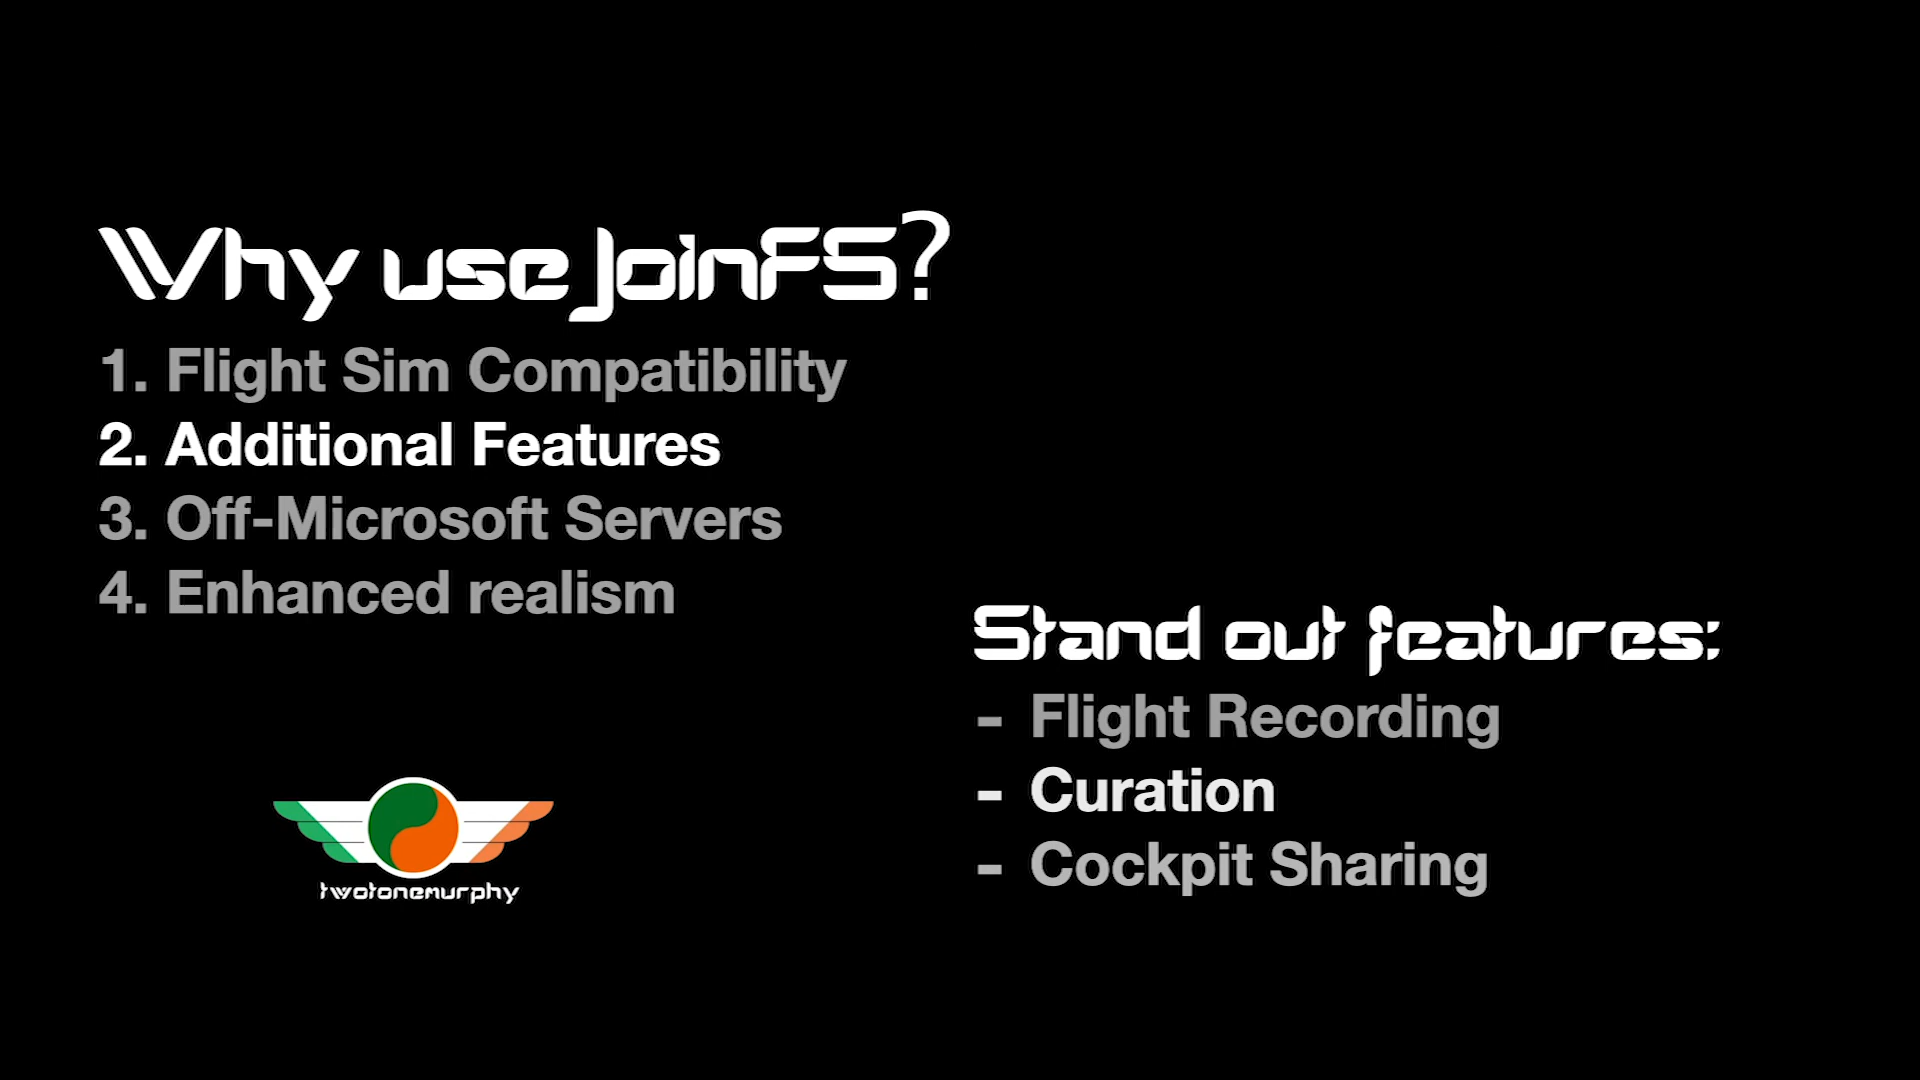 Why use JoinFS?
1. Flight Sim Compatibility
2. Additional Features
3. Off-Microsoft Servers
4. Enhanced realism
Stand out features:
- Flight Recording
- Curation
- Cockpit Sharing
twotonemurphy